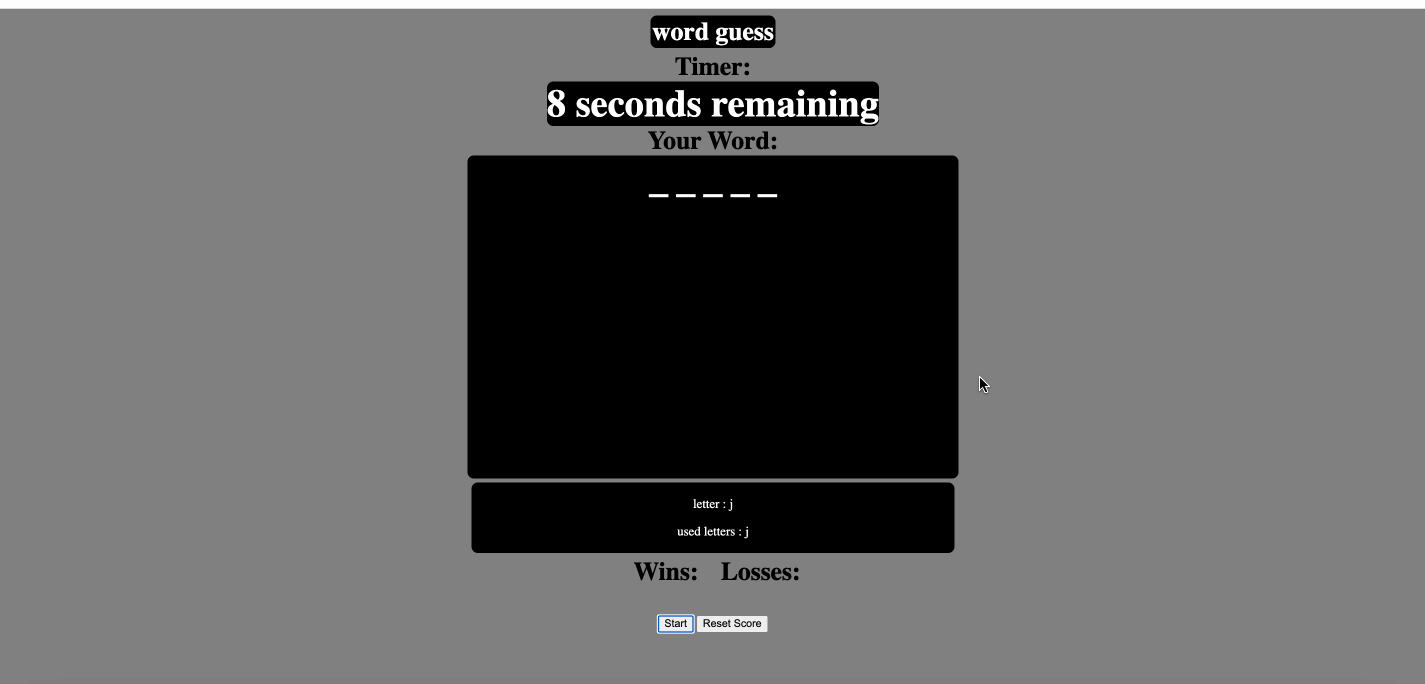 word guess
Timer:
8 seconds remaining
Your Word:
_ _ _ _ _
letter : j
used letters : j
Wins: Losses:
Start Reset Score